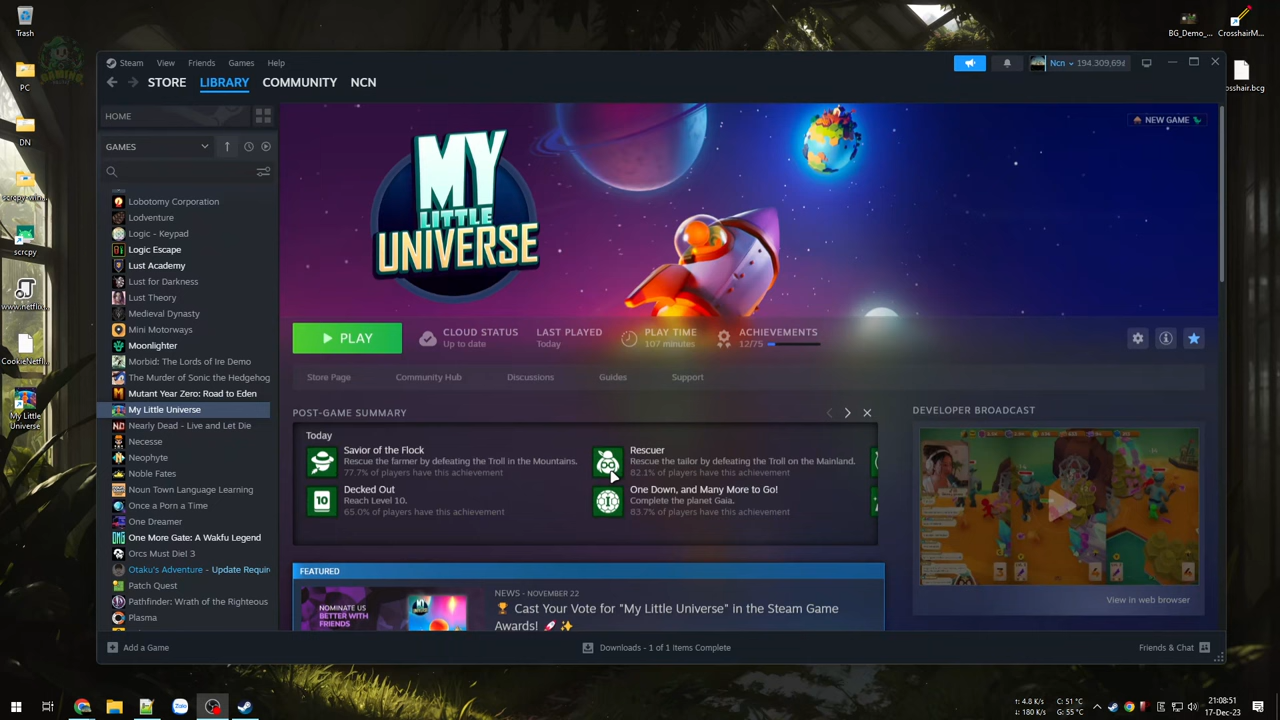 Trash
PC
DN
scrcpy-win...
scrcpy
www.netflix...
CookieNetfli...
My Little
Universe
BG_Demo_...
CrosshairM...
Steam View Friends Games Help
Ncn 194.309,69₫
STORE LIBRARY COMMUNITY NCN
HOME
GAMES
Lobotomy Corporation
Lodventure
Logic - Keypad
Logic Escape
Lust Academy
Lust for Darkness
Lust Theory
Medieval Dynasty
Mini Motorways
Moonlighter
Morbid: The Lords of Ire Demo
The Murder of Sonic the Hedgehog
Mutant Year Zero: Road to Eden
My Little Universe
Nearly Dead - Live and Let Die
Necesse
Neophyte
Noble Fates
Noun Town Language Learning
Once a Porn a Time
One Dreamer
One More Gate: A Wakfu Legend
Orcs Must Die! 3
Otaku's Adventure - Update Requir
Patch Quest
Pathfinder: Wrath of the Righteous
Plasma
NEW GAME
MY
LITTLE
UNIVERSE
PLAY
CLOUD STATUS
Up to date
LAST PLAYED
Today
PLAY TIME
107 minutes
ACHIEVEMENTS
12/75
Store Page Community Hub Discussions Guides Support
POST-GAME SUMMARY
Today
Savior of the Flock
Rescue the farmer by defeating the Troll in the Mountains.
77.7% of players have this achievement
Rescuer
Rescue the tailor by defeating the Troll on the Mainland.
82.1% of players have this achievement
10
Decked Out
Reach Level 10.
65.0% of players have this achievement
One Down, and Many More to Go!
Complete the planet Gaia.
83.7% of players have this achievement
DEVELOPER BROADCAST
View in web browser
FEATURED
NOMINATE US
BETTER WITH
FRIENDS
NEWS - NOVEMBER 22
🏆 Cast Your Vote for "My Little Universe" in the Steam Game
Awards! 🚀 ✨
Add a Game
Downloads - 1 of 1 Items Complete
Friends & Chat
↑: 4.8 K/s
↓: 180 K/s
C: 51 °C
G: 55 °C
21:08:51
17-Dec-23